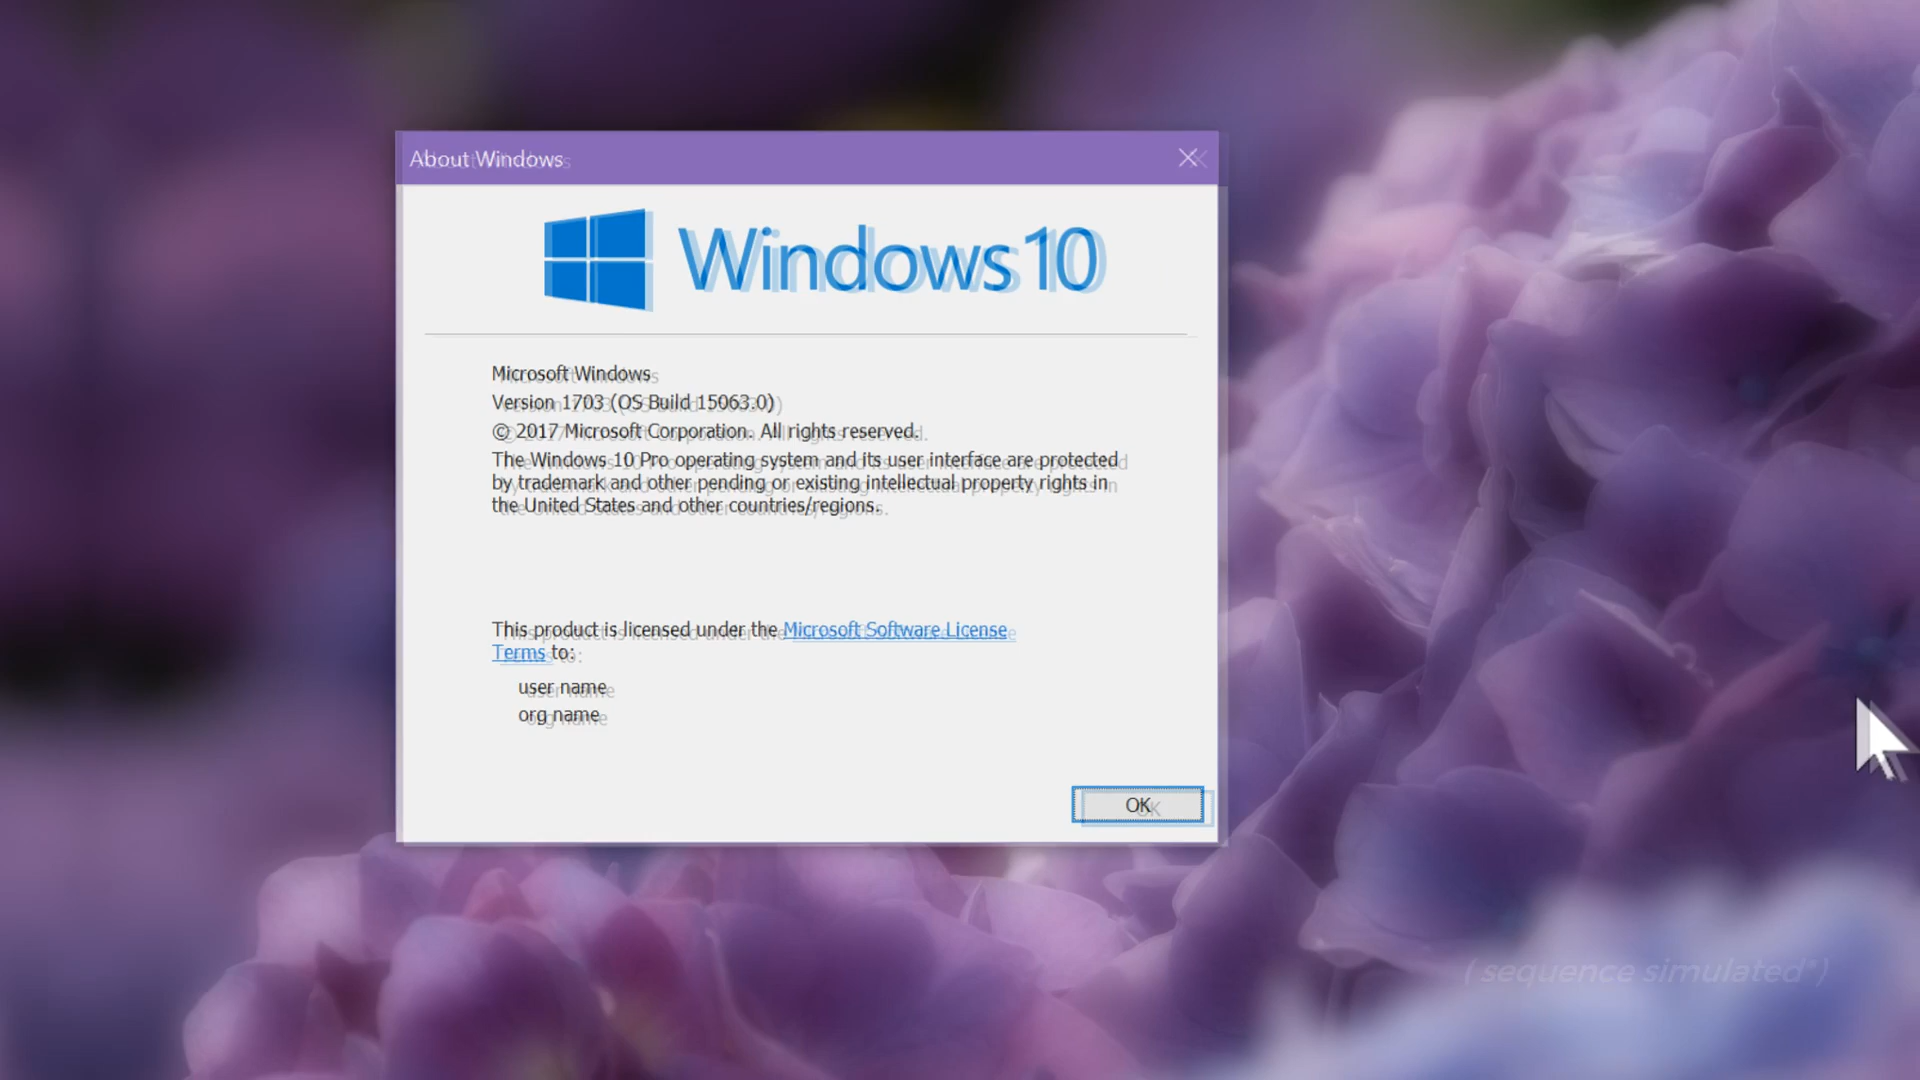 About Windows
Windows 10
Microsoft Windows
Version 1703 (OS Build 15063.0)
© 2017 Microsoft Corporation. All rights reserved.
The Windows 10 Pro operating system and its user interface are protected
by trademark and other pending or existing intellectual property rights in
the United States and other countries/regions.
This product is licensed under the Microsoft Software License
Terms to:
user name
org name
OK
( sequence simulated*)